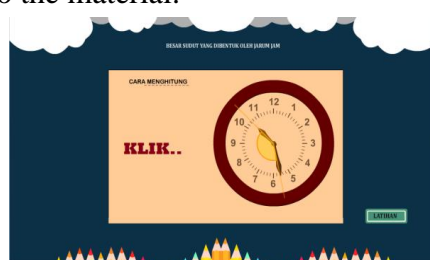 o the material.
BESAR SUDUT YANG DIBENTUK OLEH JARUM JAM
CARA MENGHITUNG
KLIK..
12
11
1
10
2
9
3
8
4
7
5
6
LATIHAN